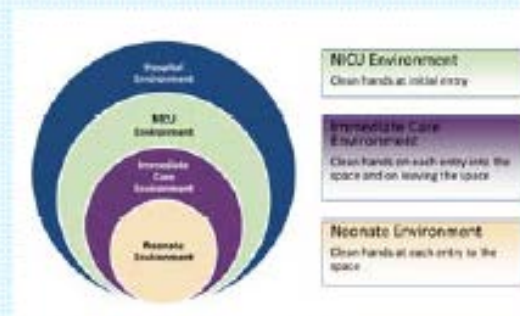 Hospital
Environment
NICU
Environment
Immediate
Care
Environment
Neonate
Environment
NICU Environment
Clean hands at initial entry
Immediate Care
Environment
Clean hands on each entry into the
space and on leaving the space
Neonate Environment
Clean hands at each entry to the
space